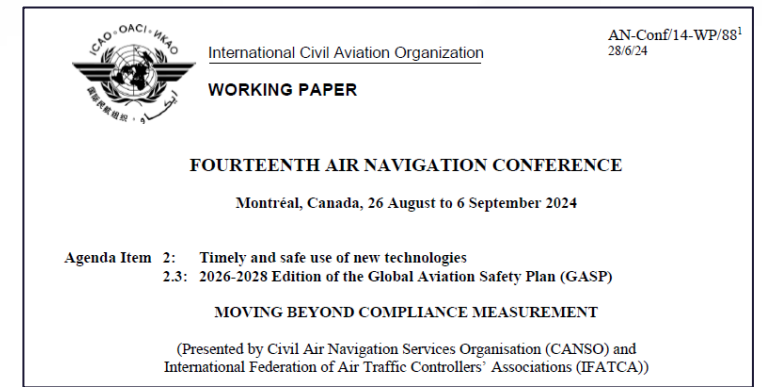 ICAO · OACI · ИКАО
International Civil Aviation Organization
WORKING PAPER
AN-Conf/14-WP/88¹
28/6/24
FOURTEENTH AIR NAVIGATION CONFERENCE
Montréal, Canada, 26 August to 6 September 2024
Agenda Item 2: Timely and safe use of new technologies
2.3: 2026-2028 Edition of the Global Aviation Safety Plan (GASP)
MOVING BEYOND COMPLIANCE MEASUREMENT
(Presented by Civil Air Navigation Services Organisation (CANSO) and
International Federation of Air Traffic Controllers’ Associations (IFATCA))